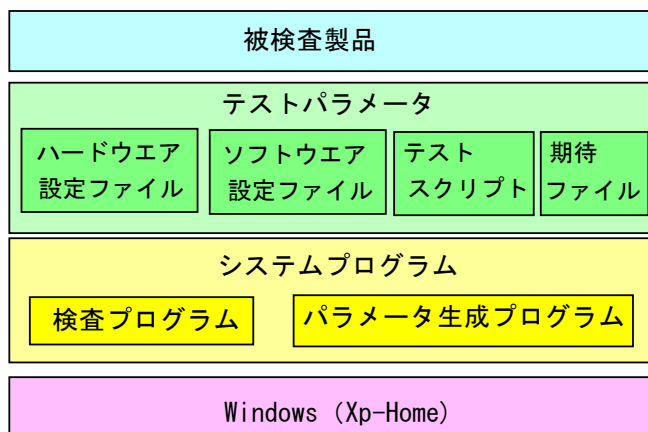 被検査製品
テストパラメータ
ハードウエア
設定ファイル
ソフトウエア
設定ファイル
テスト
スクリプト
期待
ファイル
システムプログラム
検査プログラム
パラメータ生成プログラム
Windows (Xp-Home)